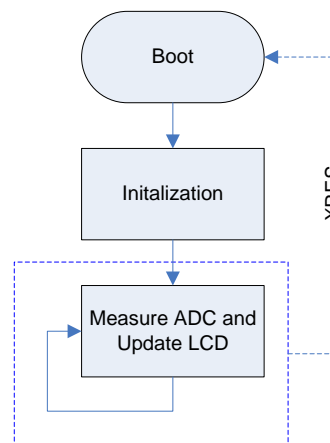 Boot
Initalization
Measure ADC and
Update LCD